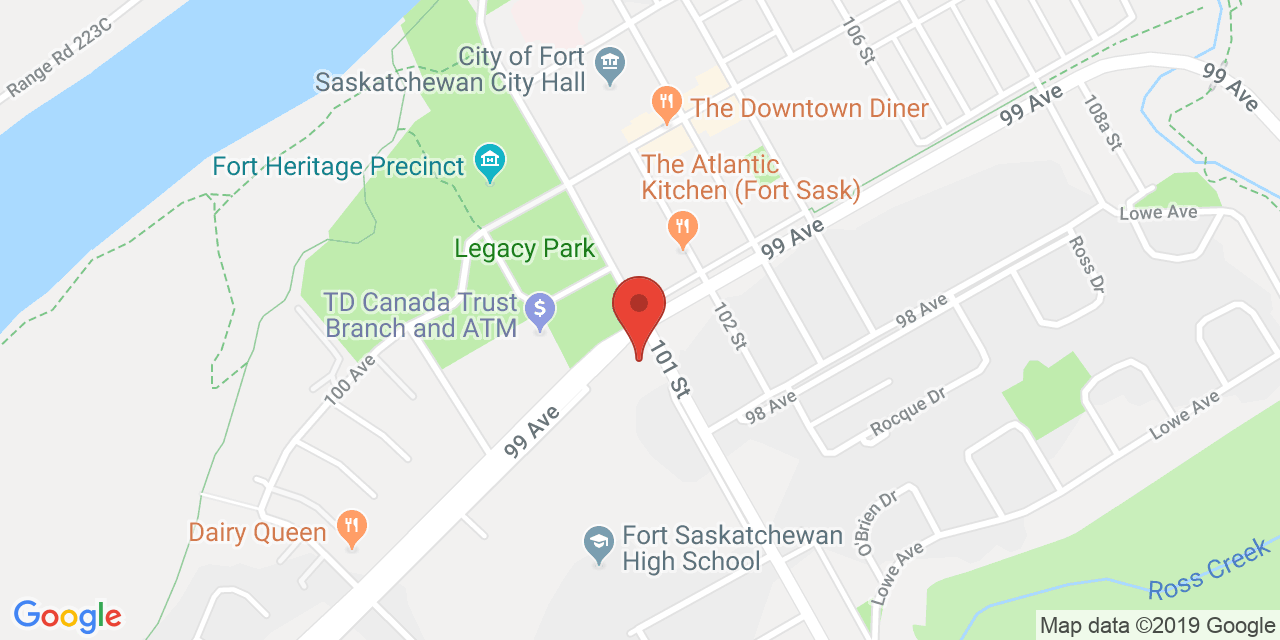 Range Rd 223C
City of Fort
Saskatchewan City Hall
106 St
99 Ave
99 Ave
The Downtown Diner
108a St
Fort Heritage Precinct
The Atlantic
Kitchen (Fort Sask)
Lowe Ave
99 Ave
Legacy Park
Ross Dr
TD Canada Trust
Branch and ATM
$
98 Ave
102 St
101 St
100 Ave
98 Ave
Rocque Dr
Lowe Ave
99 Ave
Dairy Queen
Fort Saskatchewan
High School
O'Brien Dr
Lowe Ave
Ross Creek
Google
Map data ©2019 Google